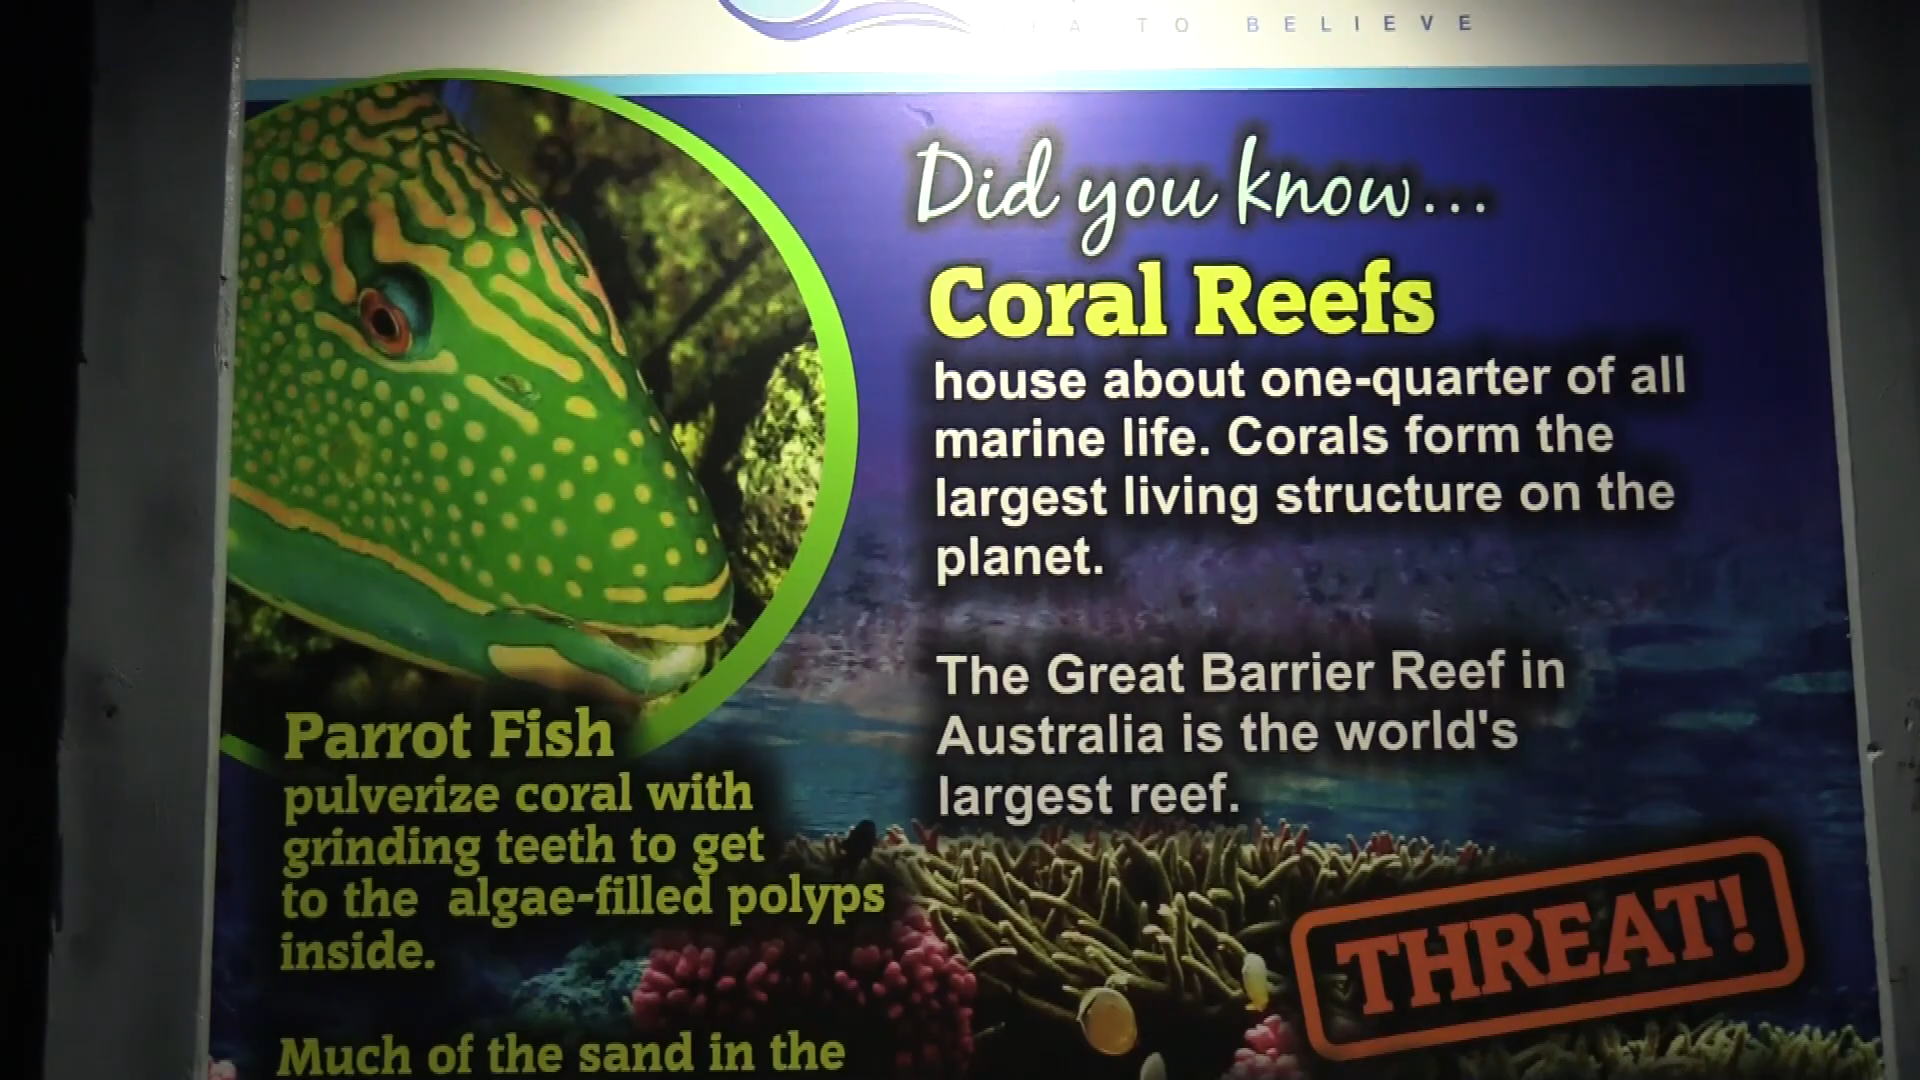 TO BELIEVE
Did you know...
Coral Reefs
house about one-quarter of all
marine life. Corals form the
largest living structure on the
planet.
The Great Barrier Reef in
Australia is the world's
largest reef.
Parrot Fish
pulverize coral with
grinding teeth to get
to the algae-filled polyps
inside.
Much of the sand in the
THREAT!